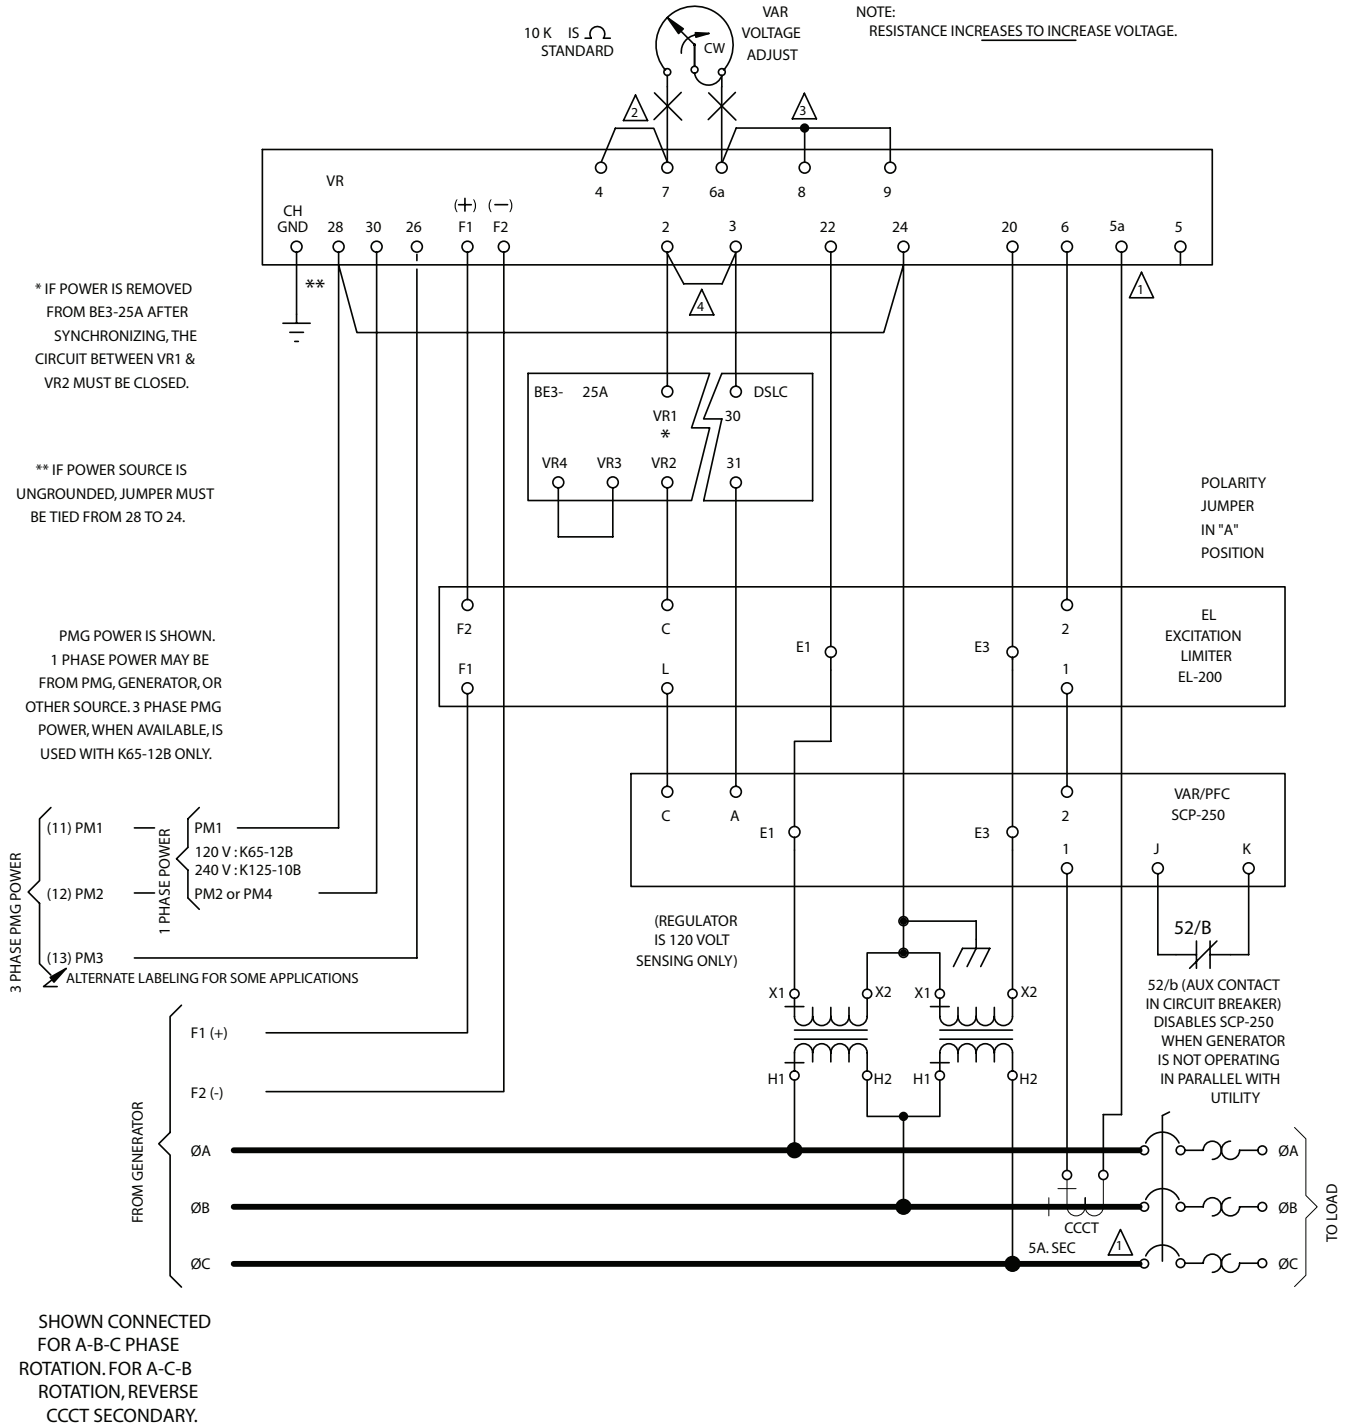 10 K IS Ω
STANDARD
VAR
VOLTAGE
ADJUST
NOTE:
RESISTANCE INCREASES TO INCREASE VOLTAGE.
CW
2
3
4 7 6a 8 9
VR
CH
GND
28 30 26
(+) (—)
F1 F2
2 3 22 24 20 6 5a 5
**
4
1
* IF POWER IS REMOVED
FROM BE3-25A AFTER
SYNCHRONIZING, THE
CIRCUIT BETWEEN VR1 &
VR2 MUST BE CLOSED.
BE3- 25A
VR1
*
VR4 VR3 VR2
DSLC
30
31
** IF POWER SOURCE IS
UNGROUNDED, JUMPER MUST
BE TIED FROM 28 TO 24.
POLARITY
JUMPER
IN "A"
POSITION
F2
F1
C
L
E1
E3
2
1
EL
EXCITATION
LIMITER
EL-200
PMG POWER IS SHOWN.
1 PHASE POWER MAY BE
FROM PMG, GENERATOR, OR
OTHER SOURCE. 3 PHASE PMG
POWER, WHEN AVAILABLE, IS
USED WITH K65-12B ONLY.
C A
E1
E3
2
1
VAR/PFC
SCP-250
J K
52/B
3 PHASE PMG POWER
(11) PM1
(12) PM2
(13) PM3
1 PHASE POWER
PM1
120 V : K65-12B
240 V : K125-10B
PM2 or PM4
ALTERNATE LABELING FOR SOME APPLICATIONS
(REGULATOR
IS 120 VOLT
SENSING ONLY)
X1 X2 X1 X2
H1 H2 H1 H2
52/b (AUX CONTACT
IN CIRCUIT BREAKER)
DISABLES SCP-250
WHEN GENERATOR
IS NOT OPERATING
IN PARALLEL WITH
UTILITY
FROM GENERATOR
F1 (+)
F2 (-)
ØA
ØB
ØC
CCCT
5A. SEC
1
ØA
ØB
ØC
TO LOAD
SHOWN CONNECTED
FOR A-B-C PHASE
ROTATION. FOR A-C-B
ROTATION, REVERSE
CCCT SECONDARY.